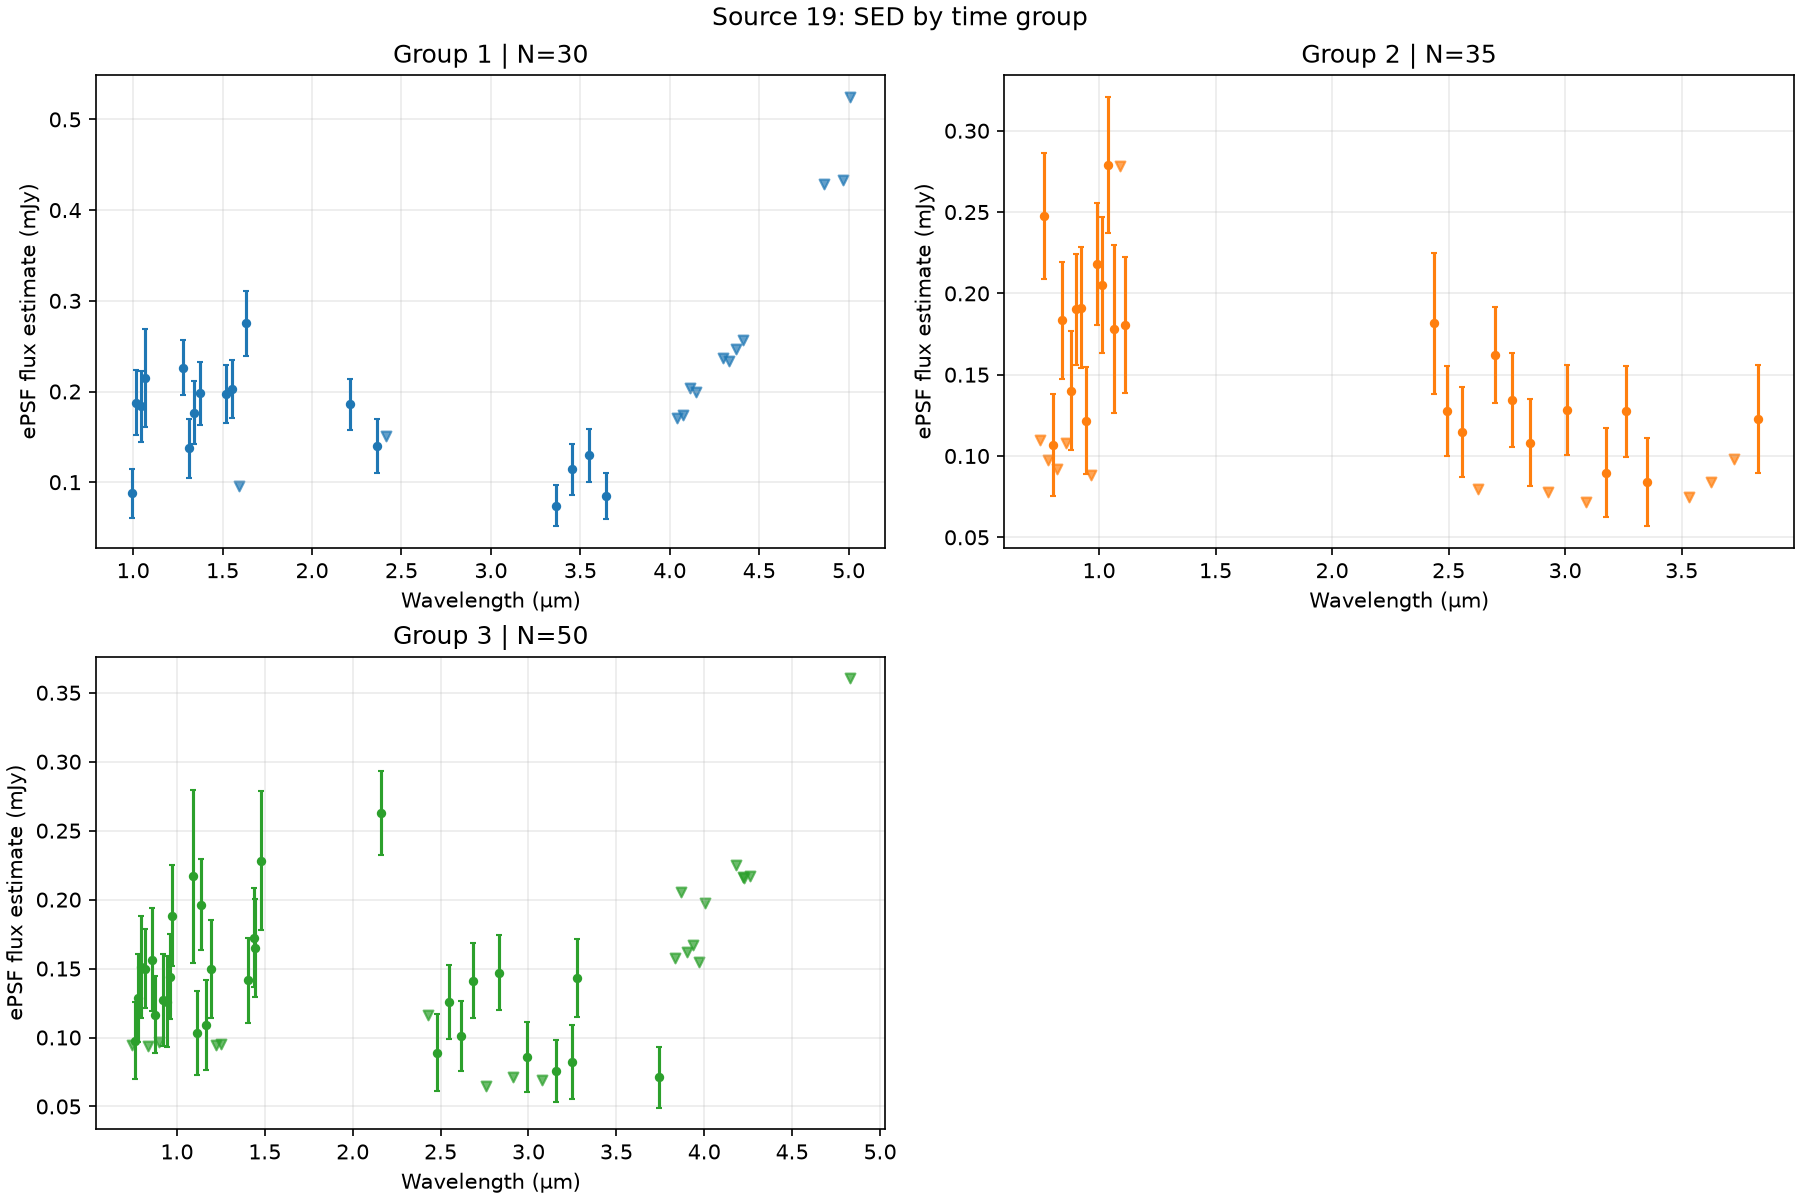 Source 19: SED by time group
Group 1 | N=30
ePSF flux estimate (mJy)
0.5
0.4
0.3
0.2
0.1
1.0 1.5 2.0 2.5 3.0 3.5 4.0 4.5 5.0
Wavelength (µm)
Group 2 | N=35
ePSF flux estimate (mJy)
0.30
0.25
0.20
0.15
0.10
0.05
1.0 1.5 2.0 2.5 3.0 3.5
Wavelength (µm)
Group 3 | N=50
ePSF flux estimate (mJy)
0.35
0.30
0.25
0.20
0.15
0.10
0.05
1.0 1.5 2.0 2.5 3.0 3.5 4.0 4.5 5.0
Wavelength (µm)